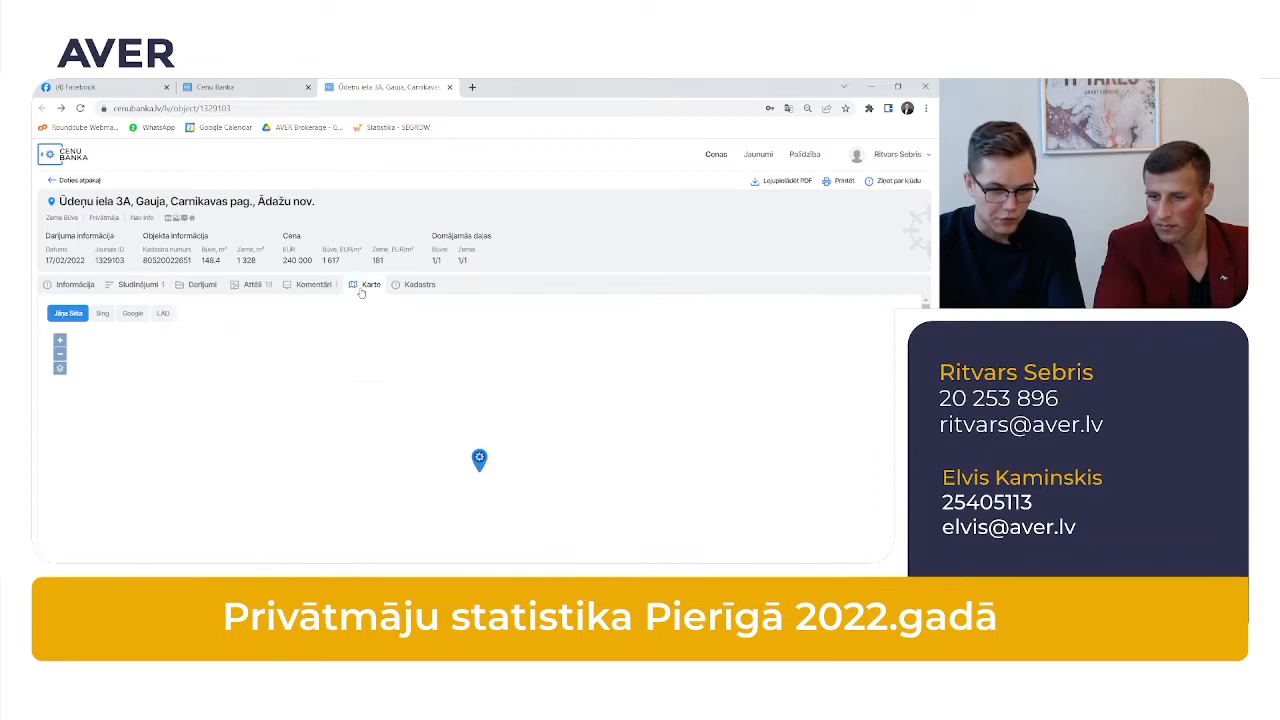 AVER
(4) Facebook
Cenu Banka
Ūdeņu iela 3A, Gauja, Carnikavas
cenubanka.lv/lv/object/1329103
Roundcube Webma...
WhatsApp
Google Calendar
AVER Brokerage - G...
Statistika - SEGROW
CENU
BANKA
Cenas
Jaunumi
Palīdzība
Ritvars Sebris
Doties atpakaļ
Lejupielādēt PDF
Printēt
Ziņot par kļūdu
Ūdeņu iela 3A, Gauja, Carnikavas pag., Ādažu nov.
Zeme Būve
Privātmāja
Nav info
Darījuma informācija
Objekta informācija
Cena
Domājamās daļas
Datums
Jaunais ID
Kadastra numurs
Būve, m²
Zeme, m²
EUR
Būve, EUR/m²
Zeme, EUR/m²
Būve
Zeme
17/02/2022
1329103
80520022651
148.4
1 328
240 000
1 617
181
1/1
1/1
Informācija
Sludinājumi 1
Darījumi
Attēli 18
Komentāri 1
Karte
Kadastrs
Jāņa Sēta
Bing
Google
LAD
Ritvars Sebris
20 253 896
ritvars@aver.lv
Elvis Kaminskis
25405113
elvis@aver.lv
Privātmāju statistika Pierīgā 2022.gadā